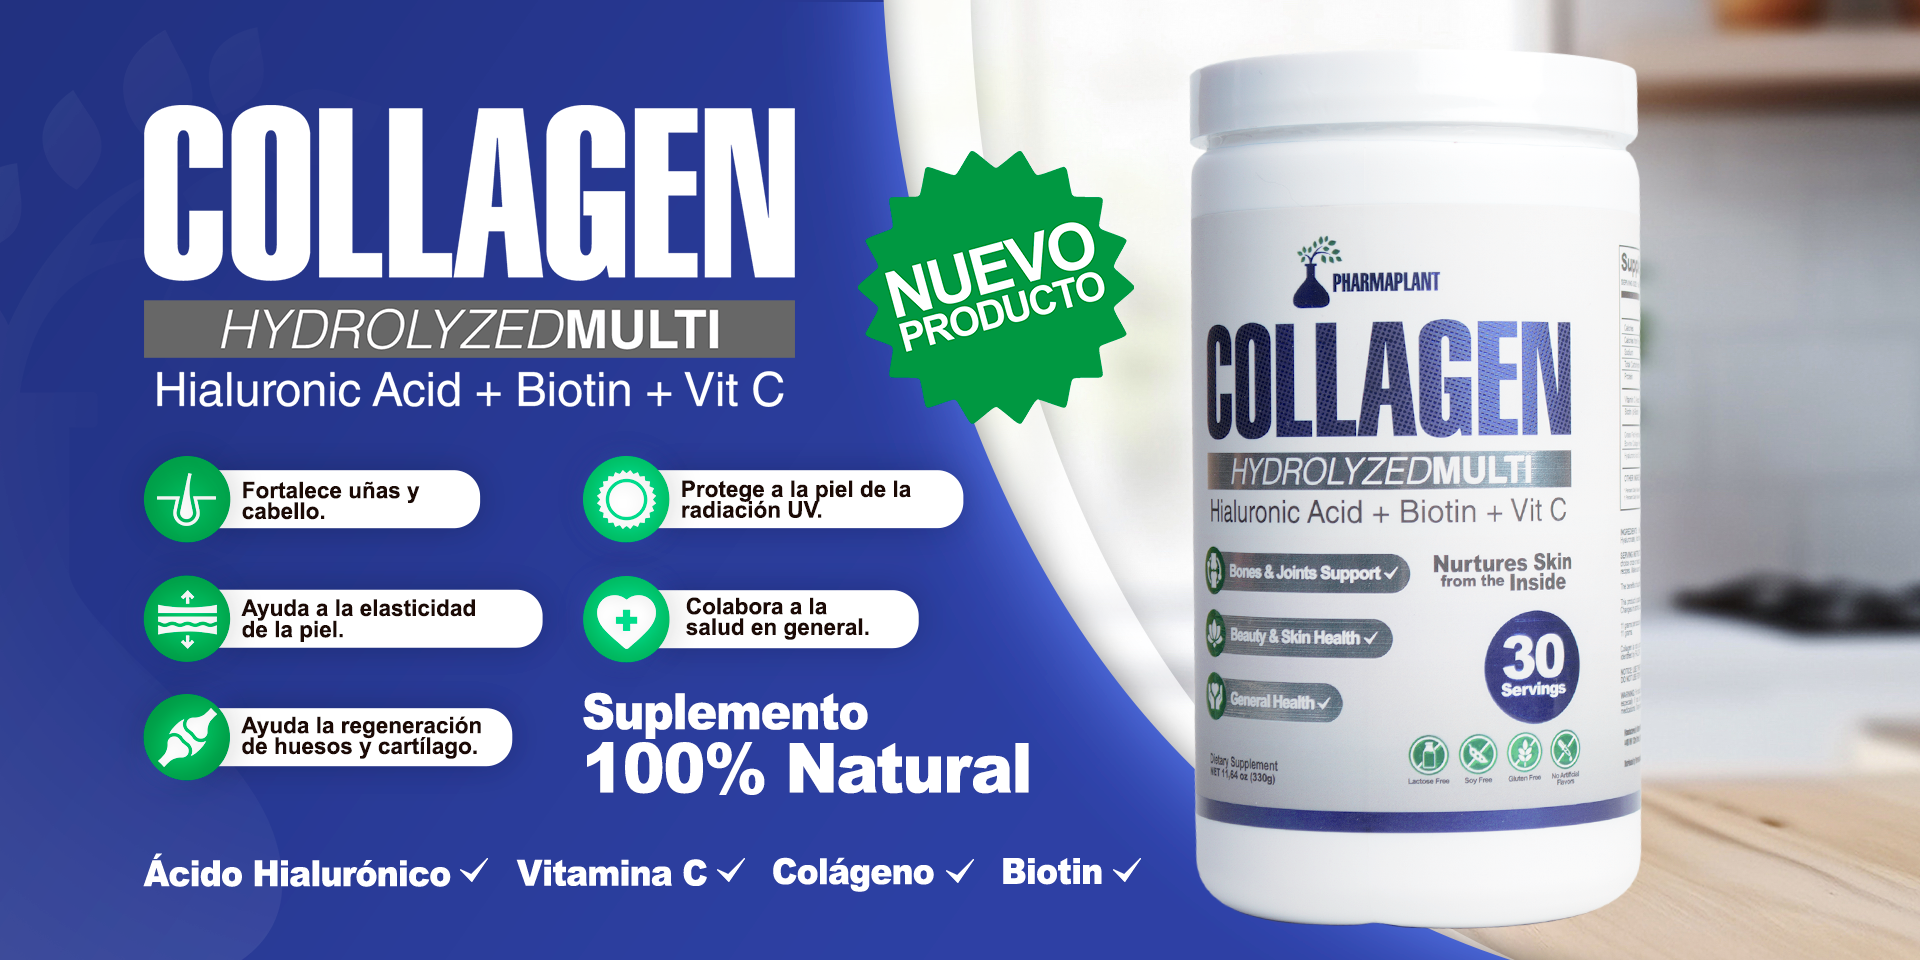 COLLAGEN
HYDROLYZEDMULTI
Hialuronic Acid + Biotin + Vit C
Fortalece uñas y
cabello.
Protege a la piel de la
radiación UV.
Ayuda a la elasticidad
de la piel.
Colabora a la
salud en general.
Ayuda la regeneración
de huesos y cartílago.
Suplemento
100% Natural
Ácido Hialurónico ✓ Vitamina C ✓ Colágeno ✓ Biotin ✓
NUEVO
PRODUCTO
PHARMAPLANT
COLLAGEN
HYDROLYZEDMULTI
Hialuronic Acid + Biotin + Vit C
Bones & Joints Support ✓
Nurtures Skin
from the Inside
Beauty & Skin Health ✓
General Health ✓
30
Servings
Dietary Supplement
NET 11,64 oz (330g)
Lactose Free
Soy Free
Gluten Free
No Artificial
Flavors